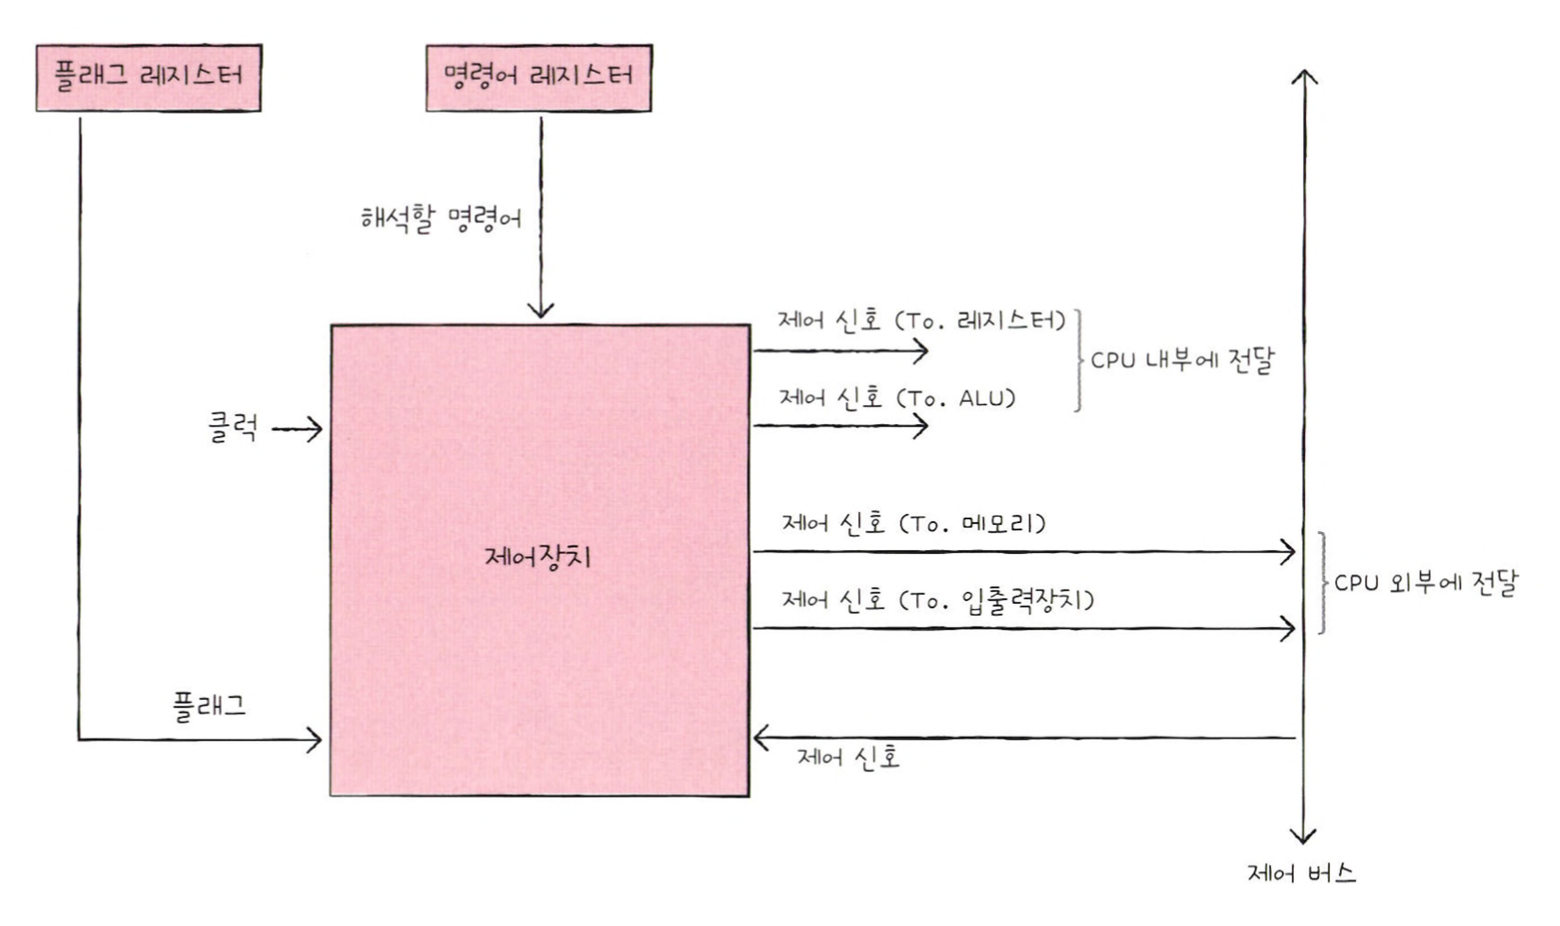 플래그 레지스터
명령어 레지스터
해석할 명령어
제어 신호 (To. 레지스터)
CPU 내부에 전달
제어 신호 (To. ALU)
클럭
제어 신호 (To. 메모리)
제어장치
CPU 외부에 전달
제어 신호 (To. 입출력장치)
플래그
제어 신호
제어 버스